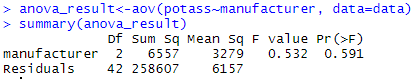 > anova_result<-aov(potass~manufacturer, data=data)
> summary(anova_result)
             Df Sum Sq Mean Sq F value Pr(>F)
manufacturer  2   6557    3279   0.532  0.591
Residuals    42 258607    6157